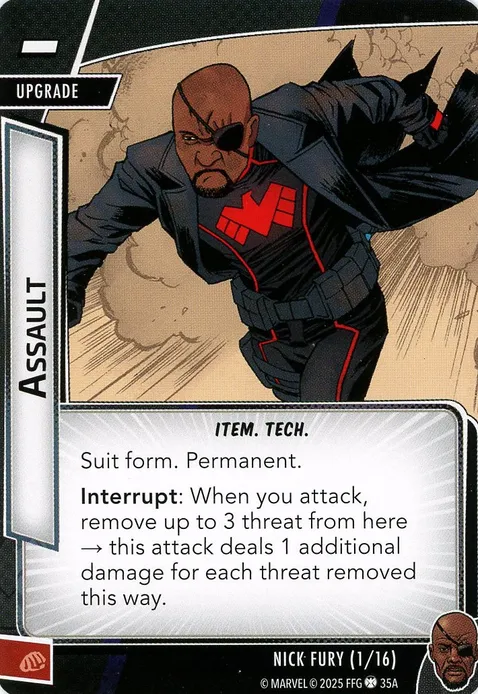 –
UPGRADE
ASSAULT
ITEM. TECH.
Suit form. Permanent.
Interrupt: When you attack,
remove up to 3 threat from here
→ this attack deals 1 additional
damage for each threat removed
this way.
NICK FURY (1/16)
© MARVEL © 2025 FFG 35A